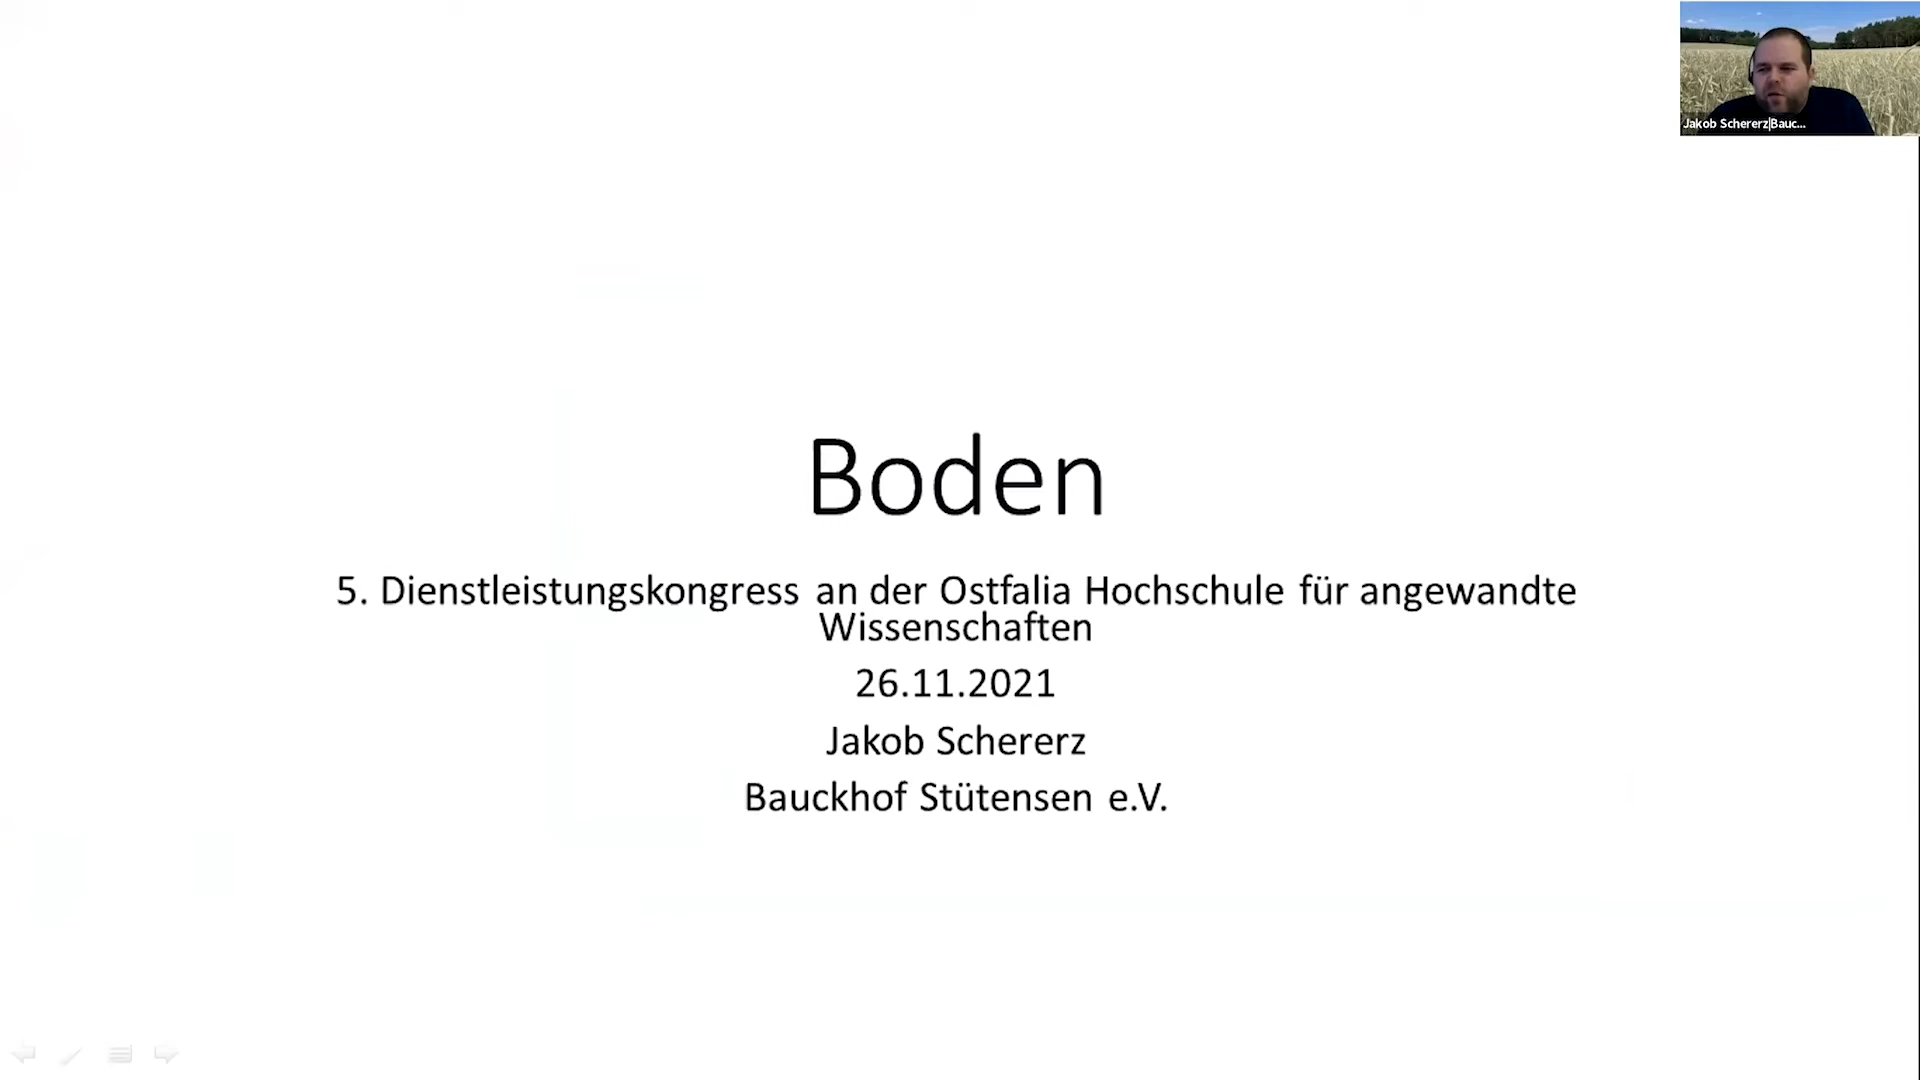 Jakob Schererz|Bauc...
Boden
5. Dienstleistungskongress an der Ostfalia Hochschule für angewandte
Wissenschaften
26.11.2021
Jakob Schererz
Bauckhof Stütensen e.V.